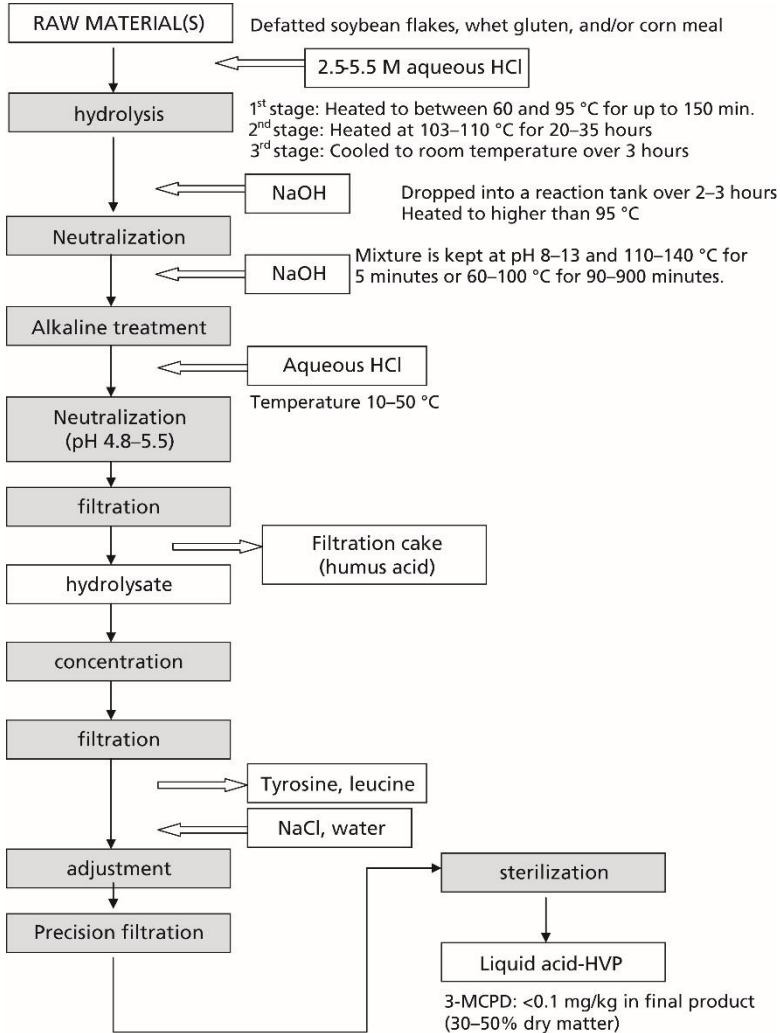 RAW MATERIAL(S)
Defatted soybean flakes, whet gluten, and/or corn meal
2.5-5.5 M aqueous HCl
hydrolysis
1st stage: Heated to between 60 and 95 °C for up to 150 min.
2nd stage: Heated at 103–110 °C for 20–35 hours
3rd stage: Cooled to room temperature over 3 hours
NaOH
Dropped into a reaction tank over 2–3 hours
Heated to higher than 95 °C
Neutralization
NaOH
Mixture is kept at pH 8–13 and 110–140 °C for
5 minutes or 60–100 °C for 90–900 minutes.
Alkaline treatment
Aqueous HCl
Temperature 10–50 °C
Neutralization
(pH 4.8–5.5)
filtration
Filtration cake
(humus acid)
hydrolysate
concentration
filtration
Tyrosine, leucine
NaCl, water
adjustment
Precision filtration
sterilization
Liquid acid-HVP
3-MCPD: <0.1 mg/kg in final product
(30–50% dry matter)